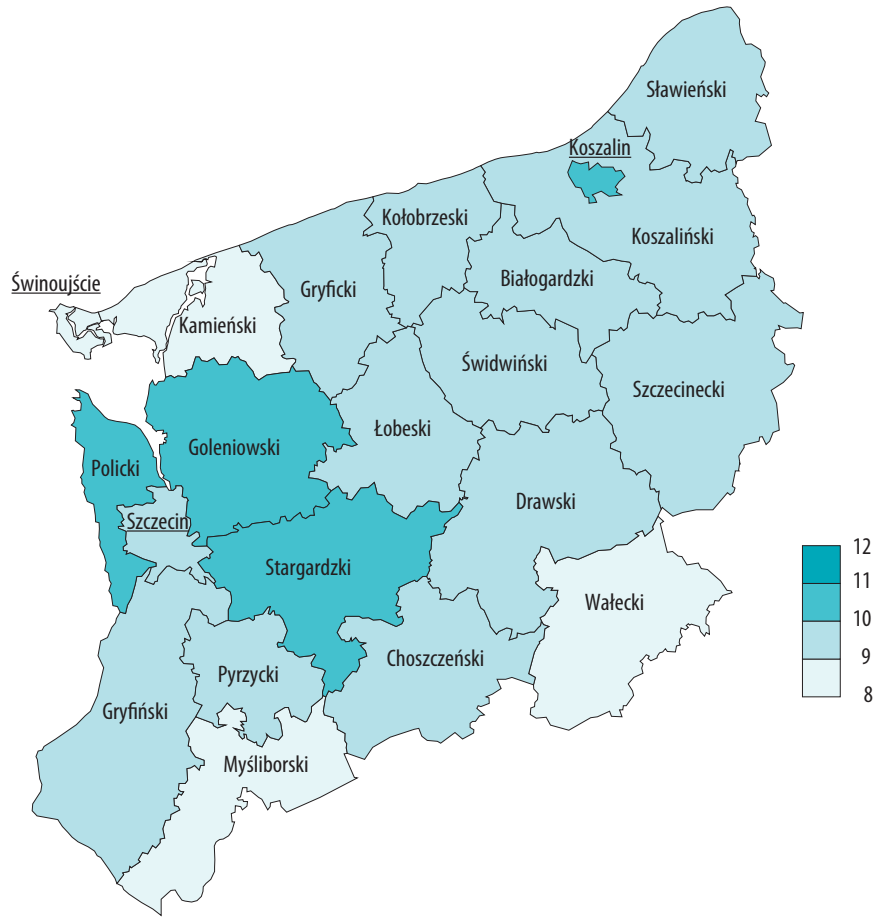 Sławieński
Koszalin
Kołobrzeski
Koszaliński
Świnoujście
Gryficki
Białogardzki
Kamieński
Świdwiński
Szczecinecki
Łobeski
Goleniowski
Policki
Drawski
Szczecin
Stargardzki
Wałecki
Choszczeński
Pyrzycki
Gryfiński
Myśliborski
12
11
10
9
8